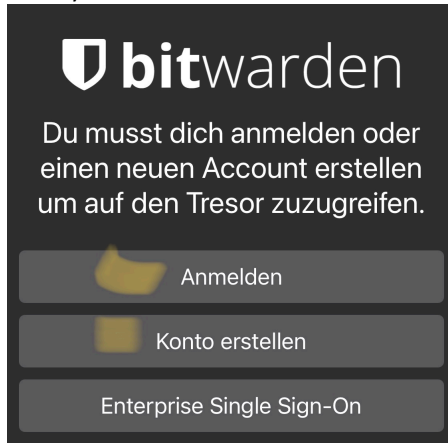 bitwarden
Du musst dich anmelden oder
einen neuen Account erstellen
um auf den Tresor zuzugreifen.
Anmelden
Konto erstellen
Enterprise Single Sign-On